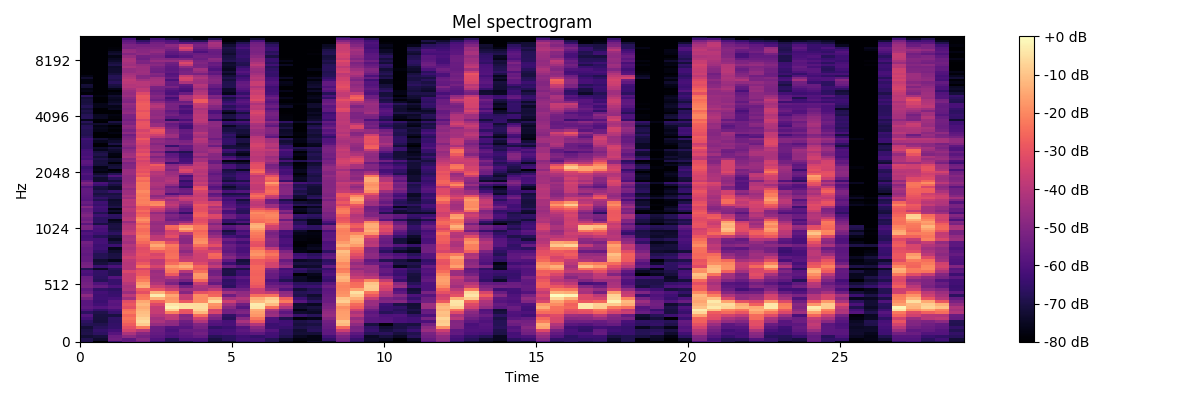 Mel spectrogram
Hz
8192
4096
2048
1024
512
0
0 5 10 15 20 25
Time
+0 dB
-10 dB
-20 dB
-30 dB
-40 dB
-50 dB
-60 dB
-70 dB
-80 dB